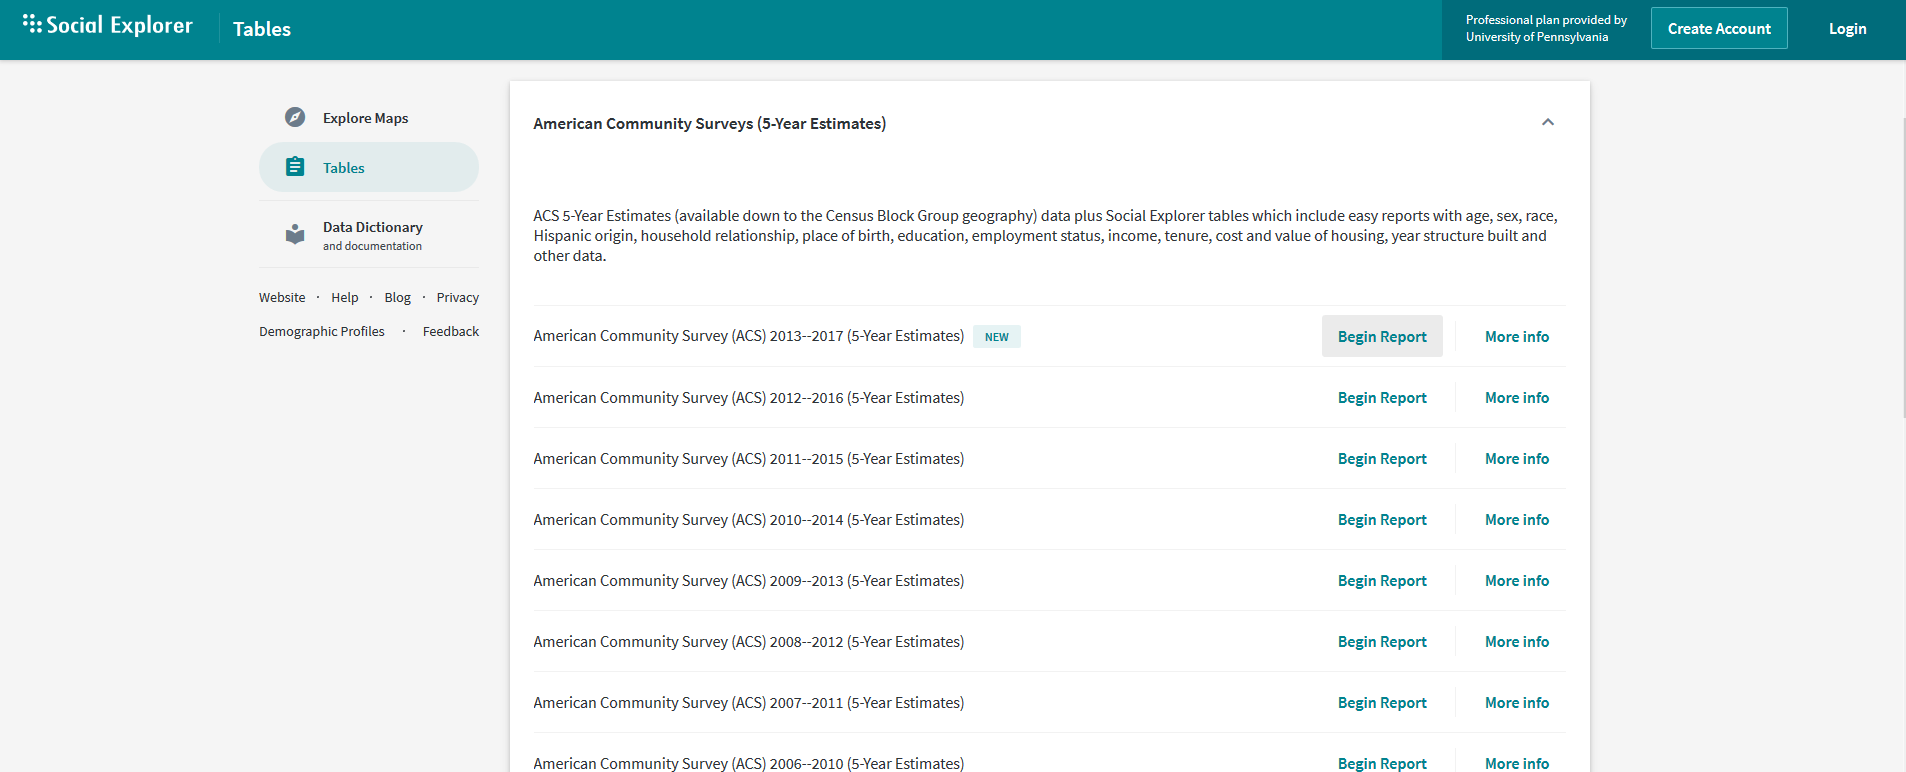 Social Explorer
Tables
Professional plan provided by
University of Pennsylvania
Create Account
Login
Explore Maps
Tables
Data Dictionary
and documentation
Website · Help · Blog · Privacy
Demographic Profiles · Feedback
American Community Surveys (5-Year Estimates)
ACS 5-Year Estimates (available down to the Census Block Group geography) data plus Social Explorer tables which include easy reports with age, sex, race,
Hispanic origin, household relationship, place of birth, education, employment status, income, tenure, cost and value of housing, year structure built and
other data.
American Community Survey (ACS) 2013--2017 (5-Year Estimates) NEW Begin Report More info
American Community Survey (ACS) 2012--2016 (5-Year Estimates) Begin Report More info
American Community Survey (ACS) 2011--2015 (5-Year Estimates) Begin Report More info
American Community Survey (ACS) 2010--2014 (5-Year Estimates) Begin Report More info
American Community Survey (ACS) 2009--2013 (5-Year Estimates) Begin Report More info
American Community Survey (ACS) 2008--2012 (5-Year Estimates) Begin Report More info
American Community Survey (ACS) 2007--2011 (5-Year Estimates) Begin Report More info
American Community Survey (ACS) 2006--2010 (5-Year Estimates) Begin Report More info